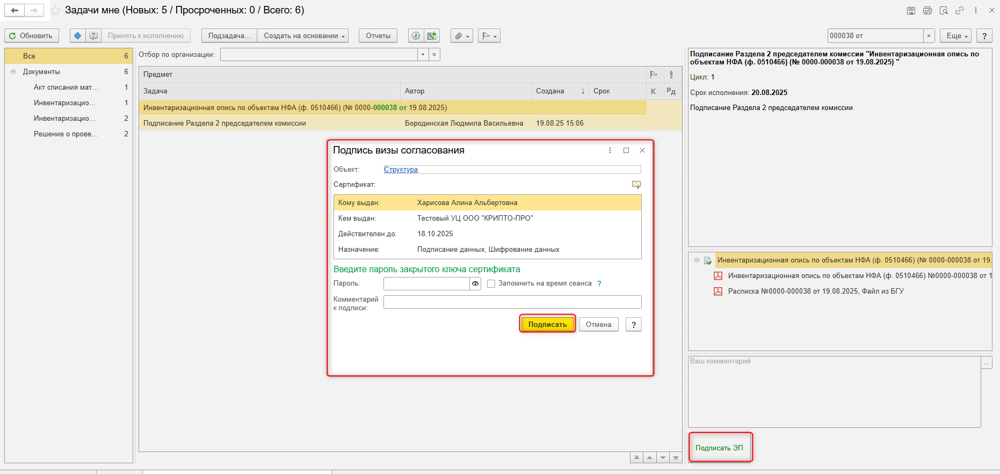 Задачи мне (Новых: 5 / Просроченных: 0 / Всего: 6)
Обновить
Принять к исполнению
Подзадача...
Создать на основании
Отчеты
000038 от
×
Еще
?
Все 6
Документы 6
Акт списания мат... 1
Инвентаризацио... 1
Инвентаризацио... 2
Решение о прове... 2
Отбор по организации:
×
Предмет
Задача Автор Создана ↓ Срок К РД
Инвентаризационная опись по объектам НФА (ф. 0510466) (№ 0000-000038 от 19.08.2025)
Подписание Раздела 2 председателем комиссии Бородинская Людмила Васильевна 19.08.25 15:06
Подпись визы согласования
Объект: Структура
Сертификат:
Кому выдан: Харисова Алина Альбертовна
Кем выдан: Тестовый УЦ ООО "КРИПТО-ПРО"
Действителен до: 18.10.2025
Назначение: Подписание данных, Шифрование данных
Введите пароль закрытого ключа сертификата
Пароль:
Запомнить на время сеанса ?
Комментарий
к подписи:
Подписать
Отмена
?
Подписание Раздела 2 председателем комиссии "Инвентаризационная опись по
объектам НФА (ф. 0510466) (№ 0000-000038 от 19.08.2025) "
Цикл: 1
Срок исполнения: 20.08.2025
Подписание Раздела 2 председателем комиссии
Инвентаризационная опись по объектам НФА (ф. 0510466) (№ 0000-000038 от 19.
Инвентаризационная опись по объектам НФА (ф. 0510466) №0000-000038 от 1
Расписка №0000-000038 от 19.08.2025, Файл из БГУ
Ваш комментарий
...
Подписать ЭП